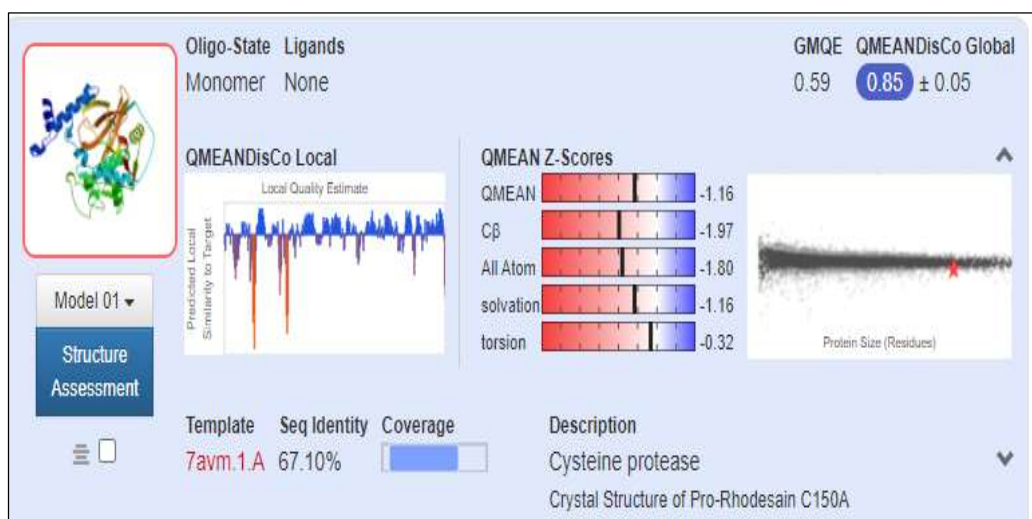 Oligo-State Ligands
Monomer None
GMQE QMEANDisCo Global
0.59 0.85 ± 0.05
QMEANDisCo Local
Local Quality Estimate
Predicted Local
Similarity to Target
QMEAN Z-Scores
QMEAN -1.16
Cβ -1.97
All Atom -1.80
solvation -1.16
torsion -0.32
Protein Size (Residues)
Model 01
Structure
Assessment
Template Seq Identity Coverage
7avm.1.A 67.10%
Description
Cysteine protease
Crystal Structure of Pro-Rhodesain C150A